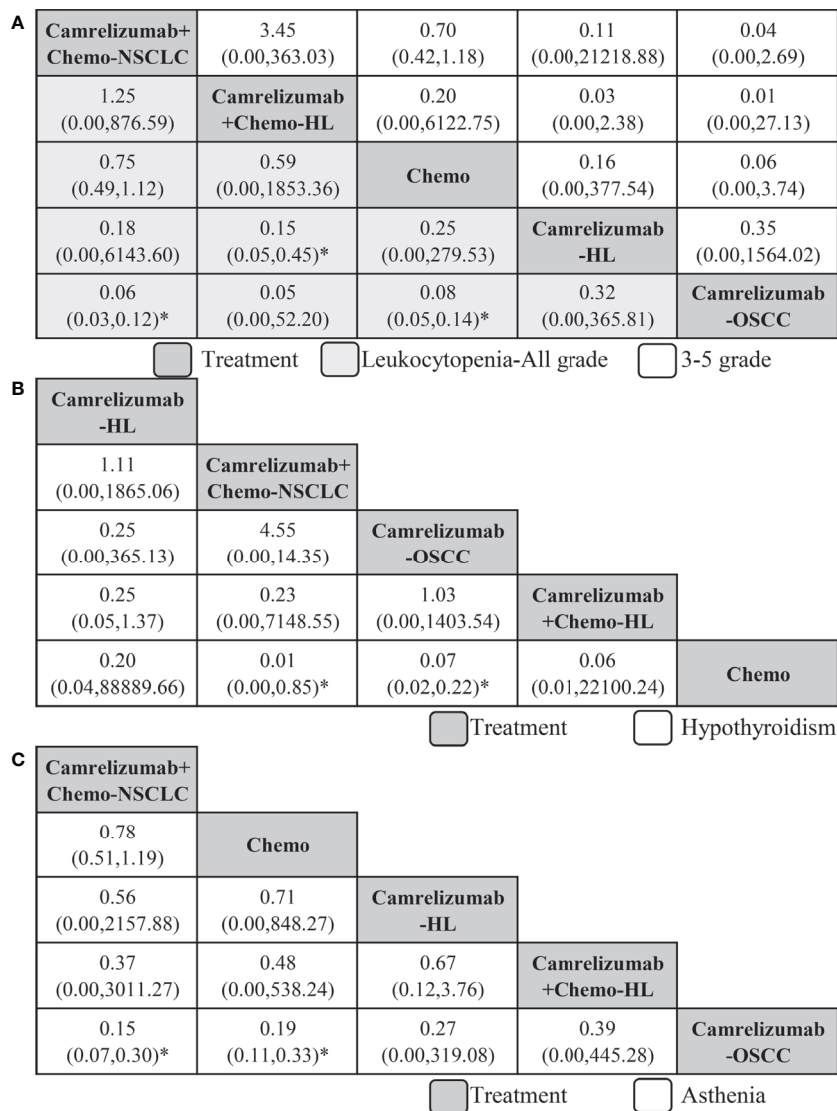 A
Camrelizumab+ 3.45 0.70 0.11 0.04
Chemo-NSCLC (0.00,363.03) (0.42,1.18) (0.00,21218.88) (0.00,2.69)
1.25 Camrelizumab 0.20 0.03 0.01
(0.00,876.59) +Chemo-HL (0.00,6122.75) (0.00,2.38) (0.00,27.13)
0.75 0.59 Chemo 0.16 0.06
(0.49,1.12) (0.00,1853.36) (0.00,377.54) (0.00,3.74)
0.18 0.15 0.25 Camrelizumab 0.35
(0.00,6143.60) (0.05,0.45)* (0.00,279.53) -HL (0.00,1564.02)
0.06 0.05 0.08 0.32 Camrelizumab
(0.03,0.12)* (0.00,52.20) (0.05,0.14)* (0.00,365.81) -OSCC
Treatment Leukocytopenia-All grade 3-5 grade
B
Camrelizumab
-HL
1.11 Camrelizumab+
(0.00,1865.06) Chemo-NSCLC
0.25 4.55 Camrelizumab
(0.00,365.13) (0.00,14.35) -OSCC
0.25 0.23 1.03 Camrelizumab
(0.05,1.37) (0.00,7148.55) (0.00,1403.54) +Chemo-HL
0.20 0.01 0.07 0.06 Chemo
(0.04,88889.66) (0.00,0.85)* (0.02,0.22)* (0.01,22100.24)
Treatment Hypothyroidism
C
Camrelizumab+
Chemo-NSCLC
0.78 Chemo
(0.51,1.19)
0.56 0.71 Camrelizumab
(0.00,2157.88) (0.00,848.27) -HL
0.37 0.48 0.67 Camrelizumab
(0.00,3011.27) (0.00,538.24) (0.12,3.76) +Chemo-HL
0.15 0.19 0.27 0.39 Camrelizumab
(0.07,0.30)* (0.11,0.33)* (0.00,319.08) (0.00,445.28) -OSCC
Treatment Asthenia